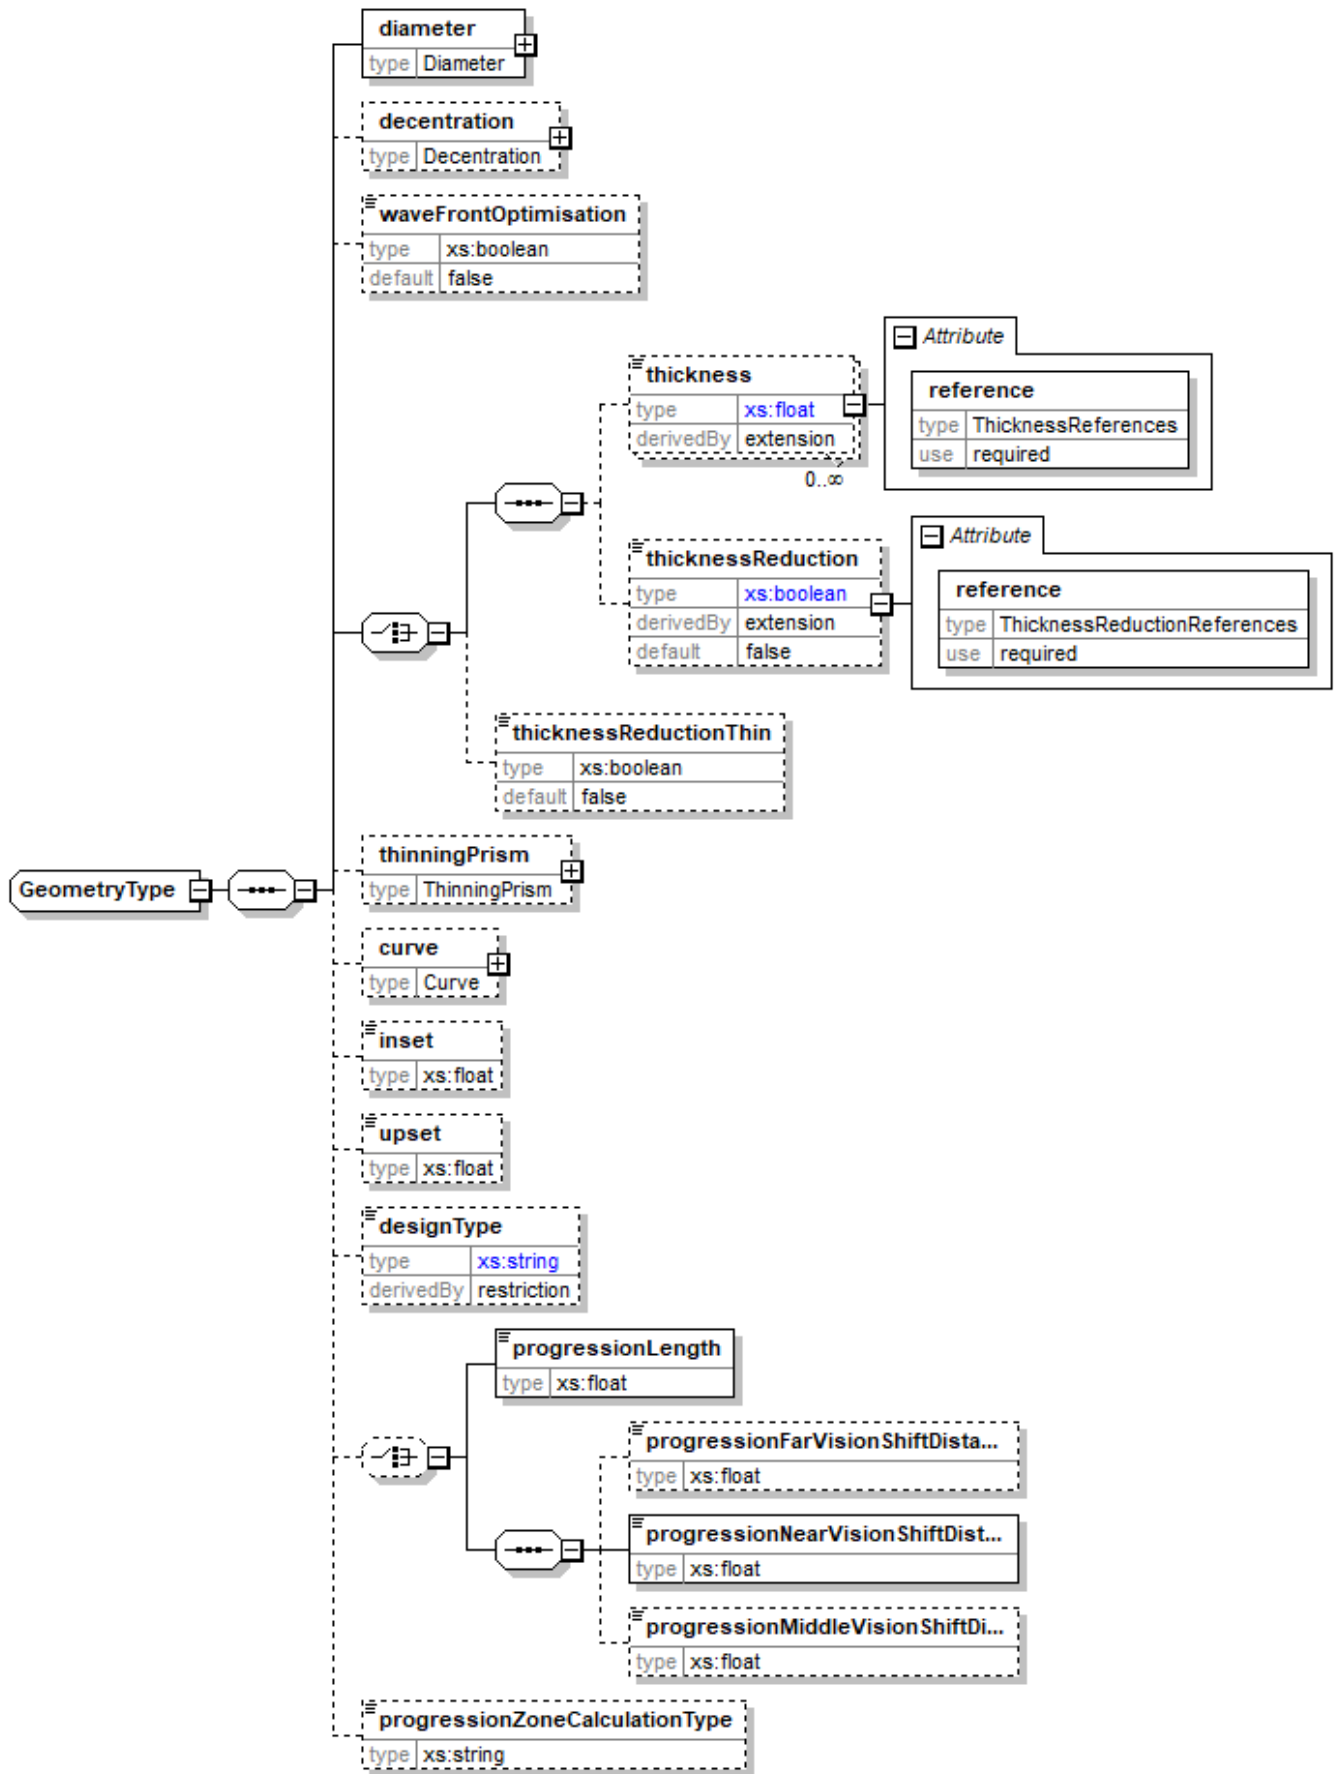 diameter
type Diameter
decentration
type Decentration
waveFrontOptimisation
type xs:boolean
default false
Attribute
thickness
type xs:float
derivedBy extension
0..∞
reference
type ThicknessReferences
use required
Attribute
thicknessReduction
type xs:boolean
derivedBy extension
default false
reference
type ThicknessReductionReferences
use required
thicknessReductionThin
type xs:boolean
default false
GeometryType
thinningPrism
type ThinningPrism
curve
type Curve
inset
type xs:float
upset
type xs:float
designType
type xs:string
derivedBy restriction
progressionLength
type xs:float
progressionFarVisionShiftDista...
type xs:float
progressionNearVisionShiftDist...
type xs:float
progressionMiddleVisionShiftDi...
type xs:float
progressionZoneCalculationType
type xs:string